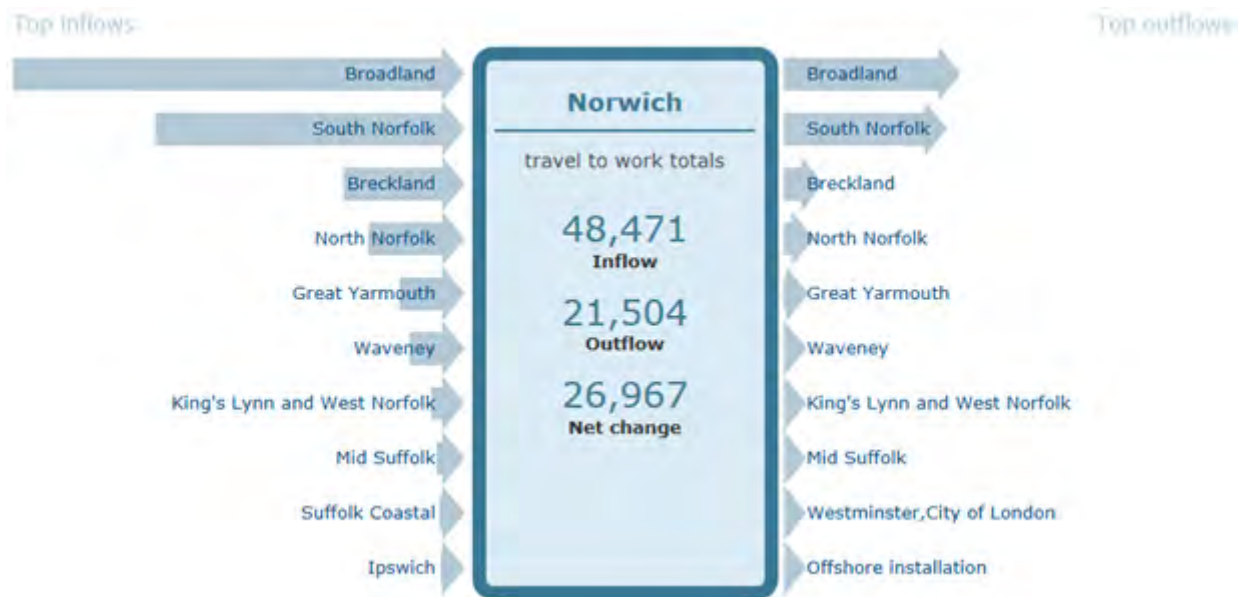 Top inflows
Top outflows
Broadland
South Norfolk
Breckland
North Norfolk
Great Yarmouth
Waveney
King's Lynn and West Norfolk
Mid Suffolk
Suffolk Coastal
Ipswich
Norwich
travel to work totals
48,471
Inflow
21,504
Outflow
26,967
Net change
Broadland
South Norfolk
Breckland
North Norfolk
Great Yarmouth
Waveney
King's Lynn and West Norfolk
Mid Suffolk
Westminster,City of London
Offshore installation